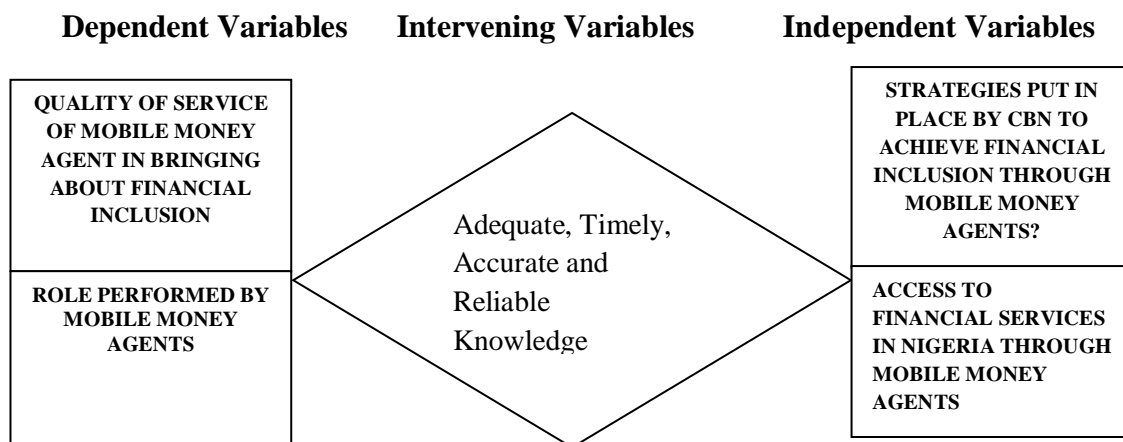 Dependent Variables
Intervening Variables
Independent Variables
QUALITY OF SERVICE
OF MOBILE MONEY
AGENT IN BRINGING
ABOUT FINANCIAL
INCLUSION
ROLE PERFORMED BY
MOBILE MONEY
AGENTS
Adequate, Timely,
Accurate and
Reliable
Knowledge
STRATEGIES PUT IN
PLACE BY CBN TO
ACHIEVE FINANCIAL
INCLUSION THROUGH
MOBILE MONEY
AGENTS?
ACCESS TO
FINANCIAL SERVICES
IN NIGERIA THROUGH
MOBILE MONEY
AGENTS